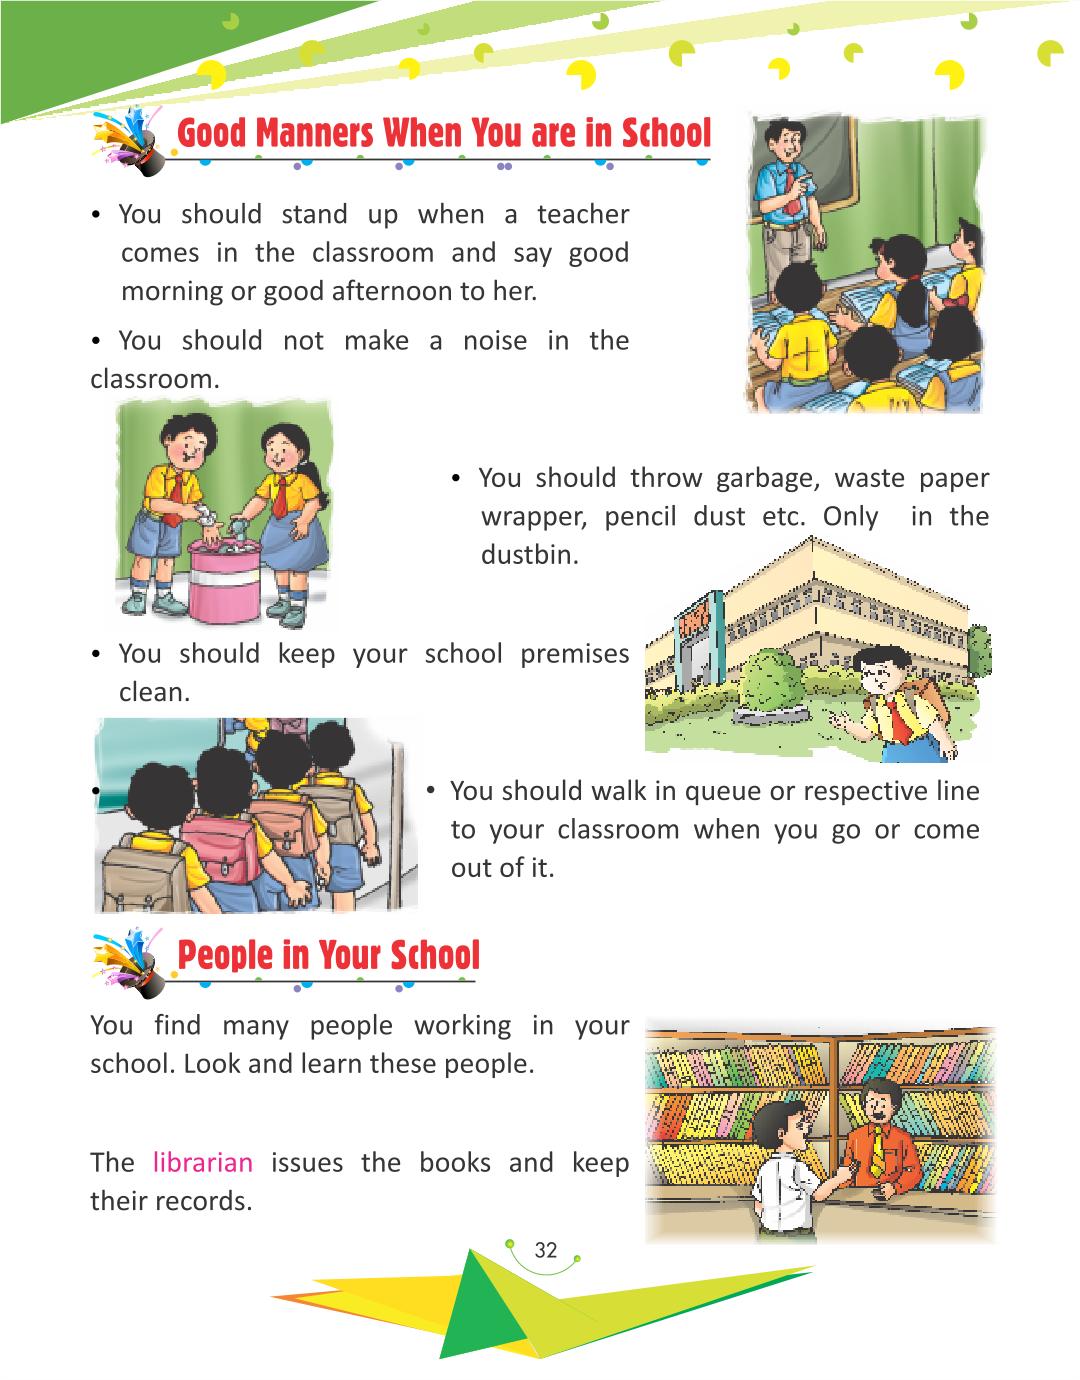 Good Manners When You are in School
• You should stand up when a teacher
comes in the classroom and say good
morning or good afternoon to her.
• You should not make a noise in the
classroom.
• You should throw garbage, waste paper
wrapper, pencil dust etc. Only in the
dustbin.
• You should keep your school premises
clean.
• You should walk in queue or respective line
to your classroom when you go or come
out of it.
People in Your School
You find many people working in your
school. Look and learn these people.
The librarian issues the books and keep
their records.
32